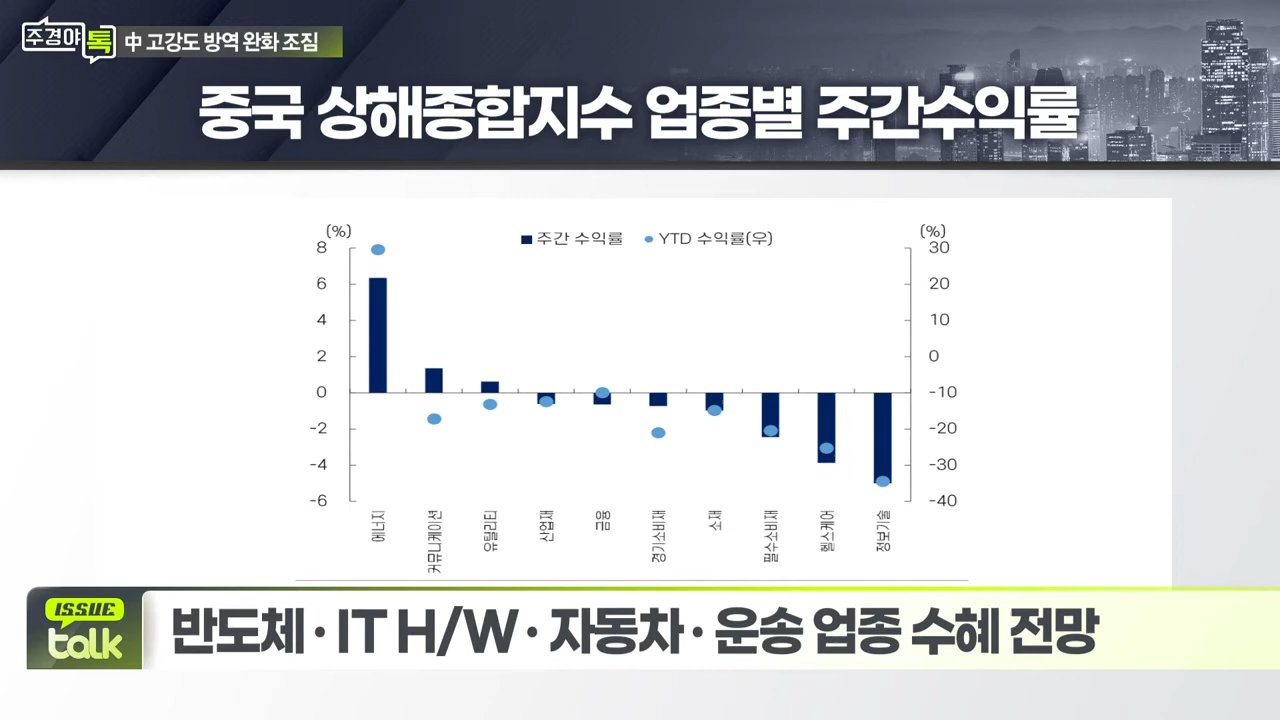 주경야톡
中 고강도 방역 완화 조짐
중국 상해종합지수 업종별 주간수익률
(%)
주간 수익률
YTD 수익률(우)
(%)
8
6
4
2
0
-2
-4
-6
30
20
10
0
-10
-20
-30
-40
에너지
커뮤니케이션
유틸리티
산업재
금융
경기소비재
소재
필수소비재
헬스케어
정보기술
ISSUE
talk
반도체·IT H/W·자동차·운송 업종 수혜 전망